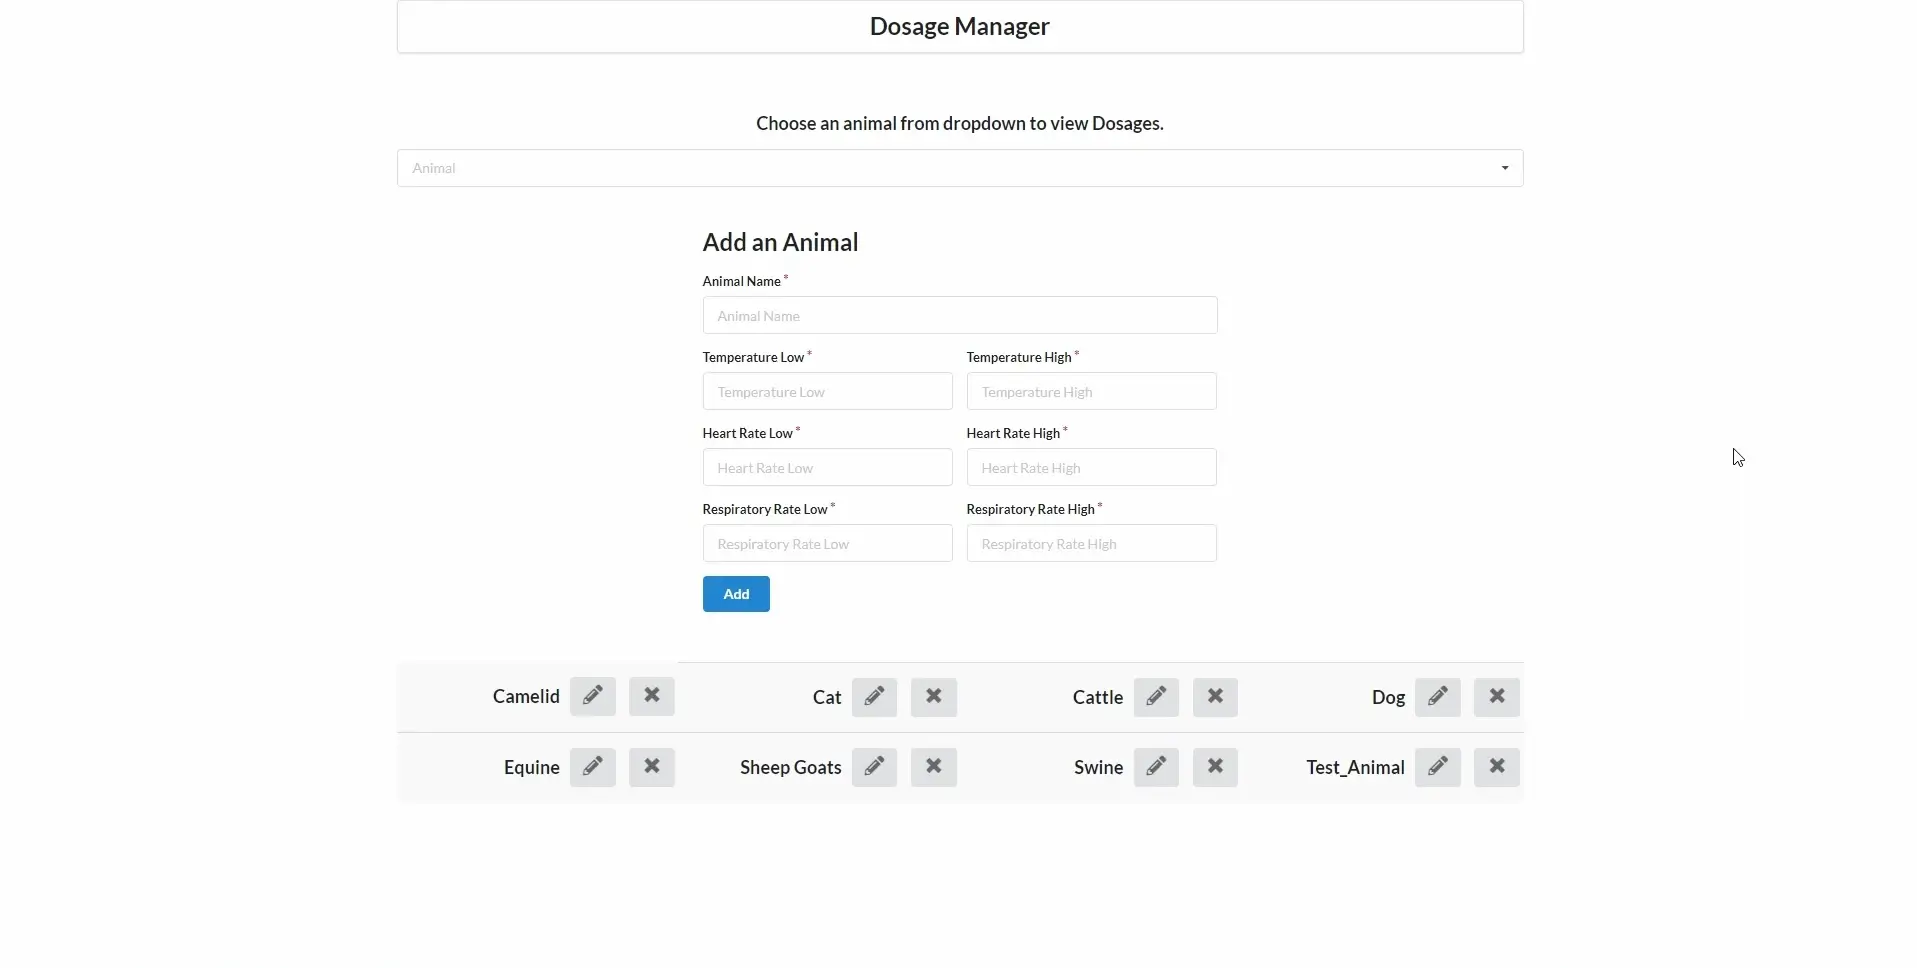 Dosage Manager
Choose an animal from dropdown to view Dosages.
Animal
Add an Animal
Animal Name *
Animal Name
Temperature Low * Temperature High *
Temperature Low Temperature High
Heart Rate Low * Heart Rate High *
Heart Rate Low Heart Rate High
Respiratory Rate Low * Respiratory Rate High *
Respiratory Rate Low Respiratory Rate High
Add
Camelid Cat Cattle Dog
Equine Sheep Goats Swine Test_Animal